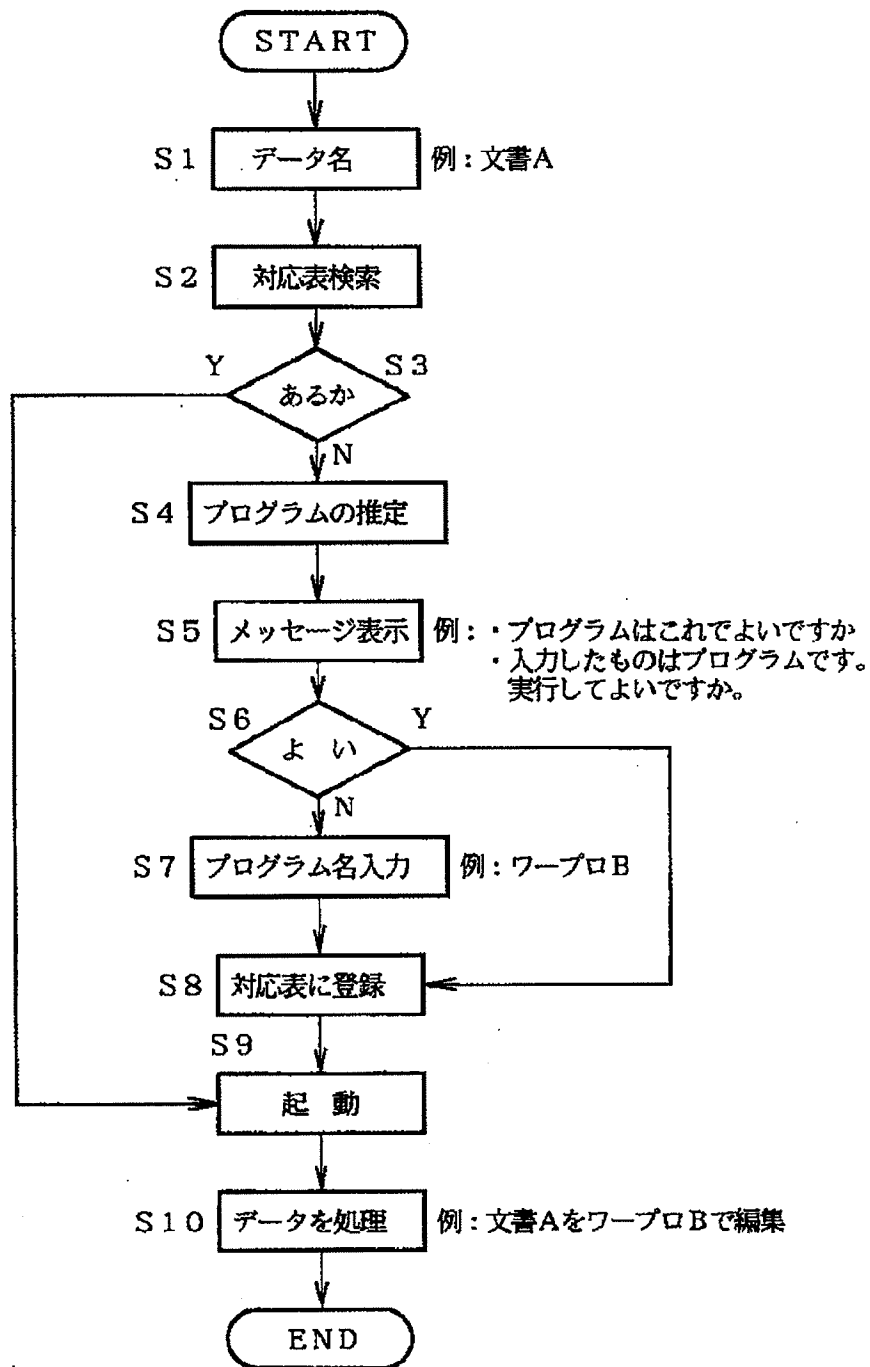 START
S1 データ名 例：文書A
S2 対応表検索
Y S3
あるか
N
S4 プログラムの推定
S5 メッセージ表示 例：・プログラムはこれでよいですか
・入力したものはプログラムです。
実行してよいですか。
S6 Y
よ い
N
S7 プログラム名入力 例：ワープロB
S8 対応表に登録
S9
起 動
S10 データを処理 例：文書AをワープロBで編集
END